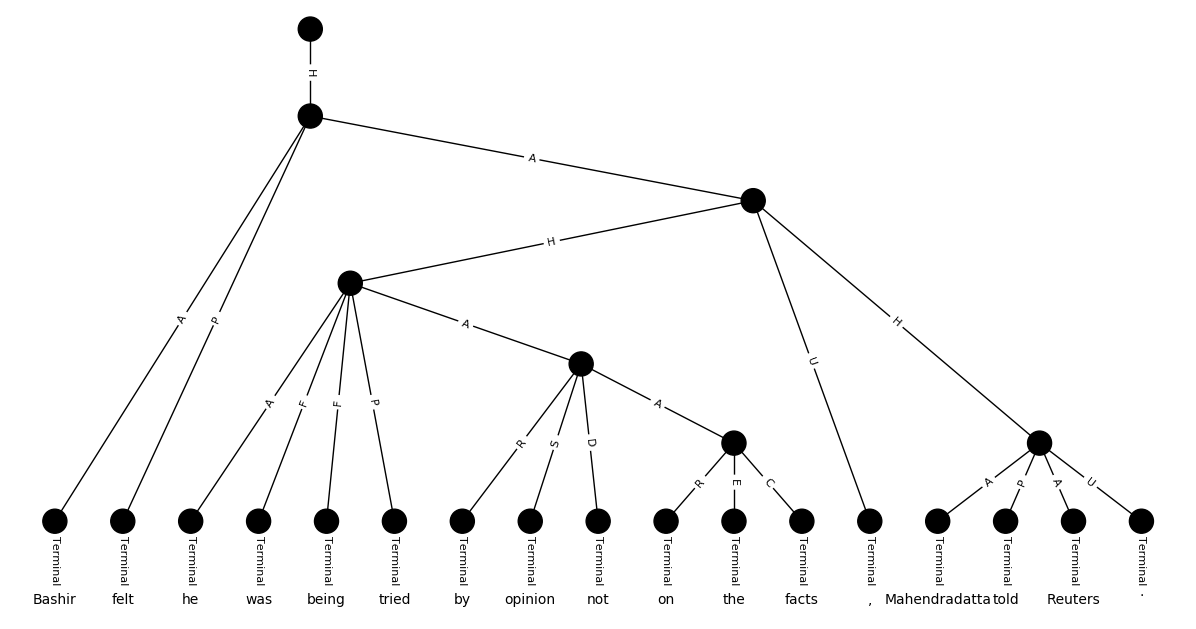 H
A
H
A P
A
H
U
A F F P
A
R S D
R E C
A P A U
Terminal Terminal Terminal Terminal Terminal Terminal Terminal Terminal Terminal Terminal Terminal Terminal Terminal Terminal Terminal Terminal Terminal
Bashir felt he was being tried by opinion not on the facts , Mahendradatta told Reuters .